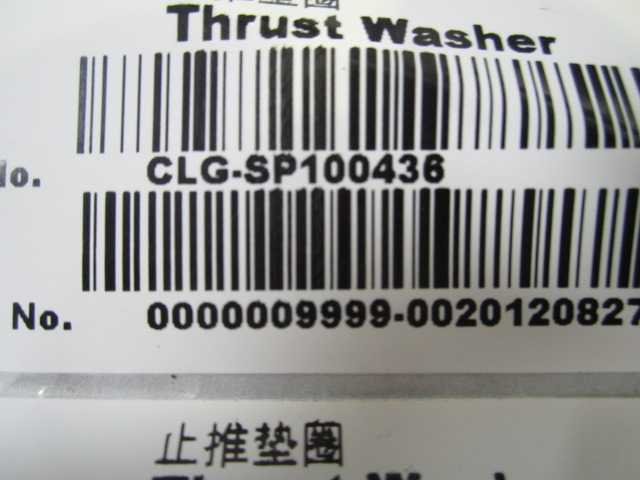 Thrust Washer
No.
CLG-SP100436
No.
0000009999-0020120827
止推垫圈